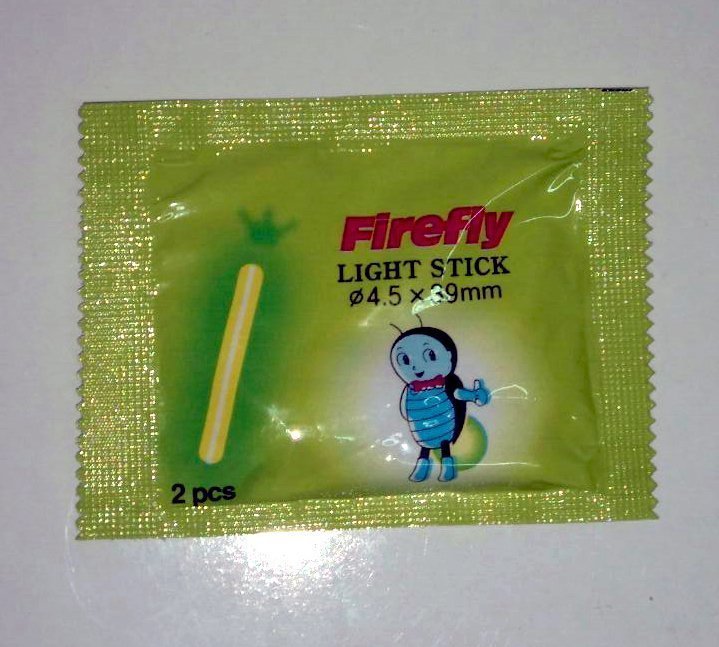 Firefly
LIGHT STICK
ø4.5 × 39mm
2 pcs